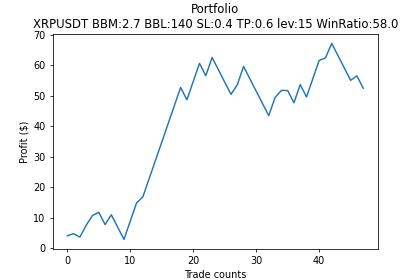 Portfolio
XRPUSDT BBM:2.7 BBL:140 SL:0.4 TP:0.6 lev:15 WinRatio:58.0
70
60
50
40
30
20
10
0
Profit ($)
0 10 20 30 40
Trade counts